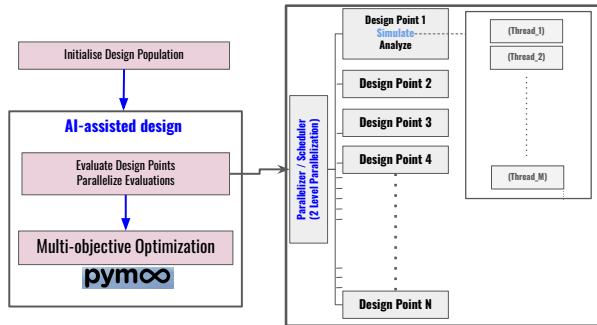 Initialise Design Population
AI-assisted design
Evaluate Design Points
Parallelize Evaluations
Multi-objective Optimization
pymoo
Parallelizer / Scheduler
(2 Level Parallelization)
Design Point 1
Simulate
Analyze
Design Point 2
Design Point 3
Design Point 4
Design Point N
(Thread_1)
(Thread_2)
(Thread_M)